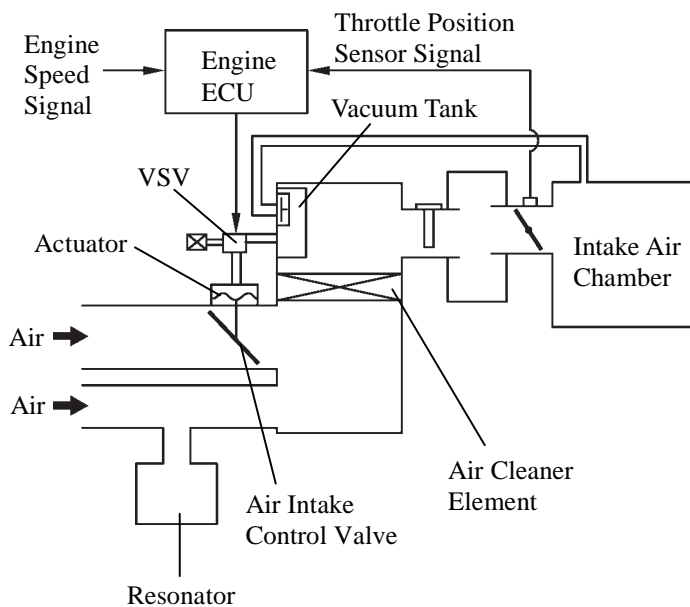 Throttle Position
Sensor Signal
Engine
Speed
Signal
Engine
ECU
Vacuum Tank
VSV
Actuator
Intake Air
Chamber
Air
Air
Air Cleaner
Element
Air Intake
Control Valve
Resonator